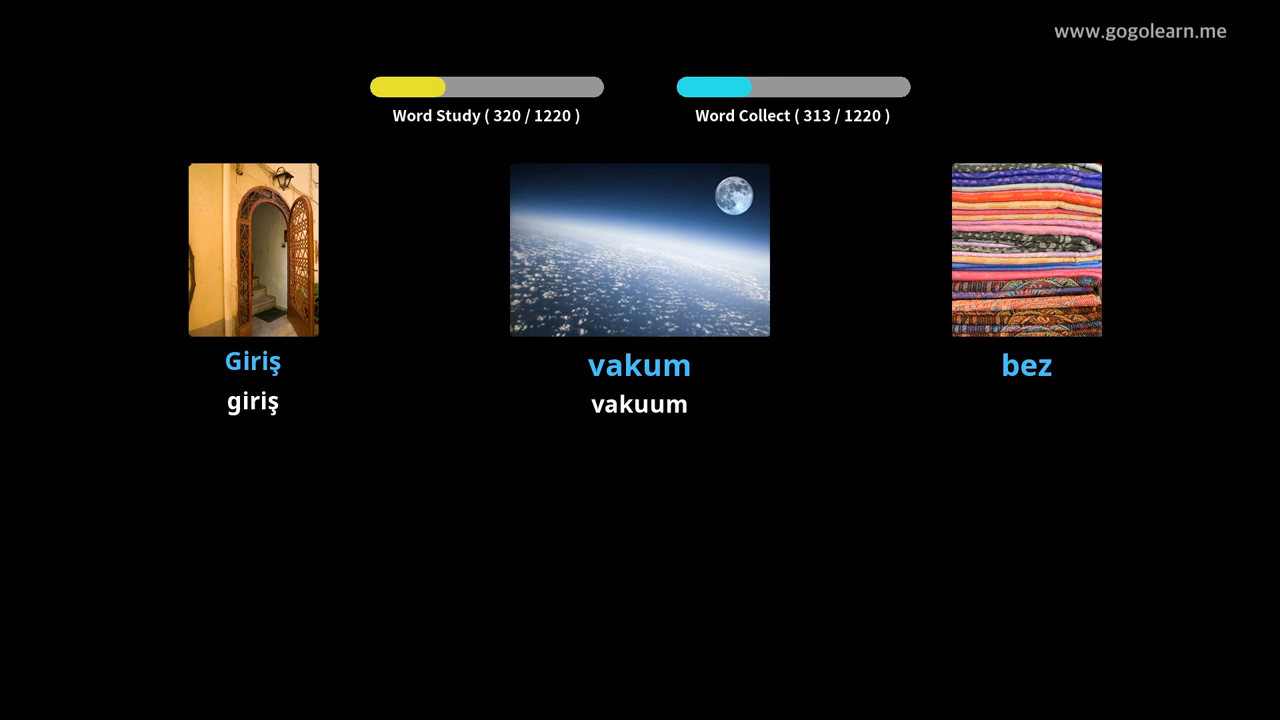 www.gogolearn.me
Word Study ( 320 / 1220 )
Word Collect ( 313 / 1220 )
Giriş
giriş
vakum
vakuum
bez